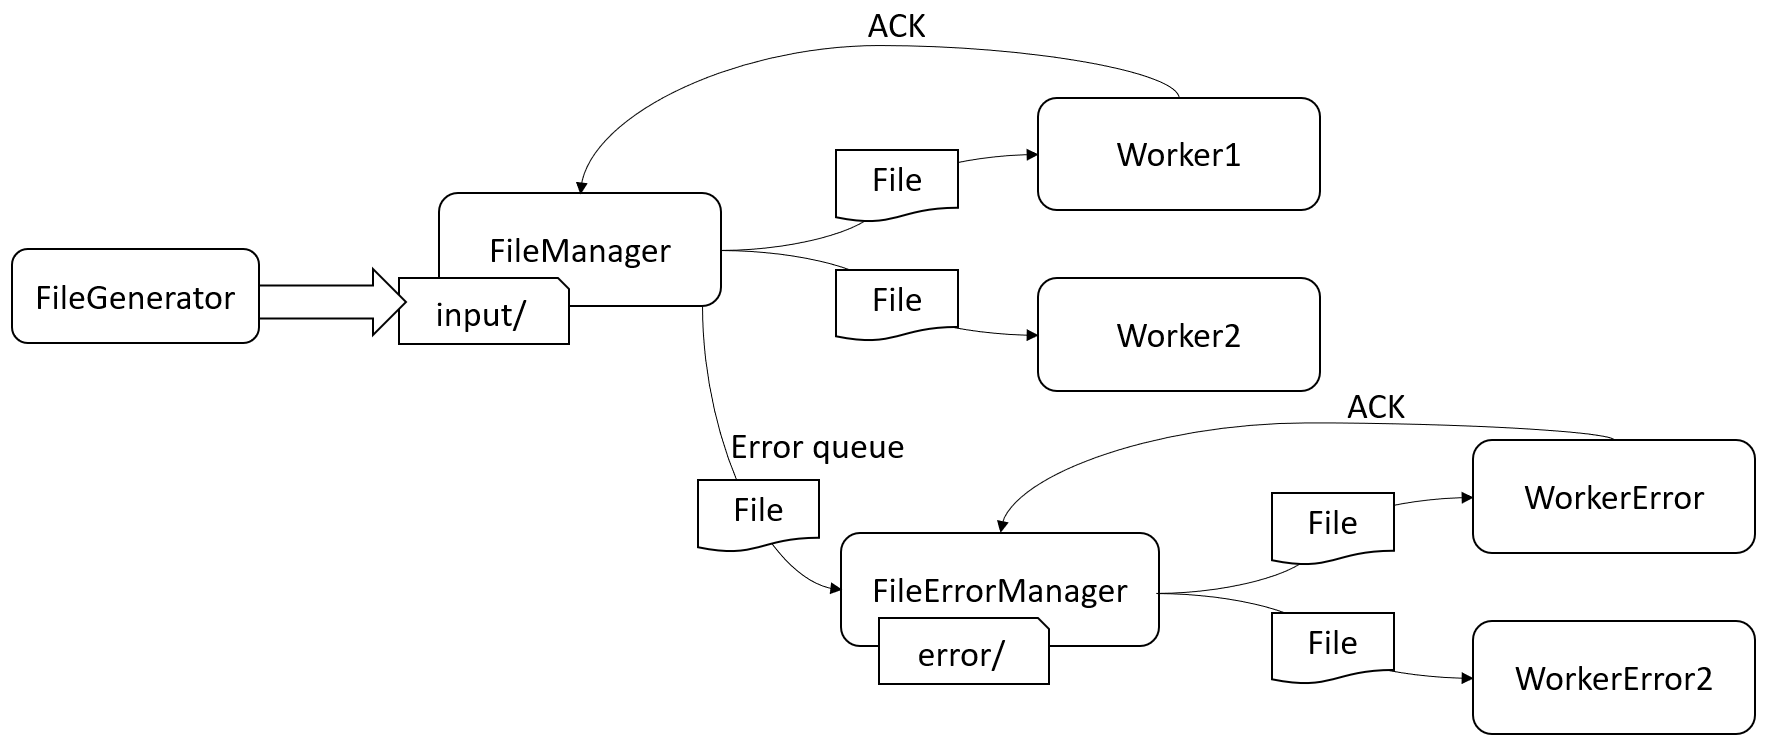 ACK
File
Worker1
FileManager
FileGenerator
input/
File
Worker2
ACK
Error queue
File
File
WorkerError
FileErrorManager
error/
File
WorkerError2